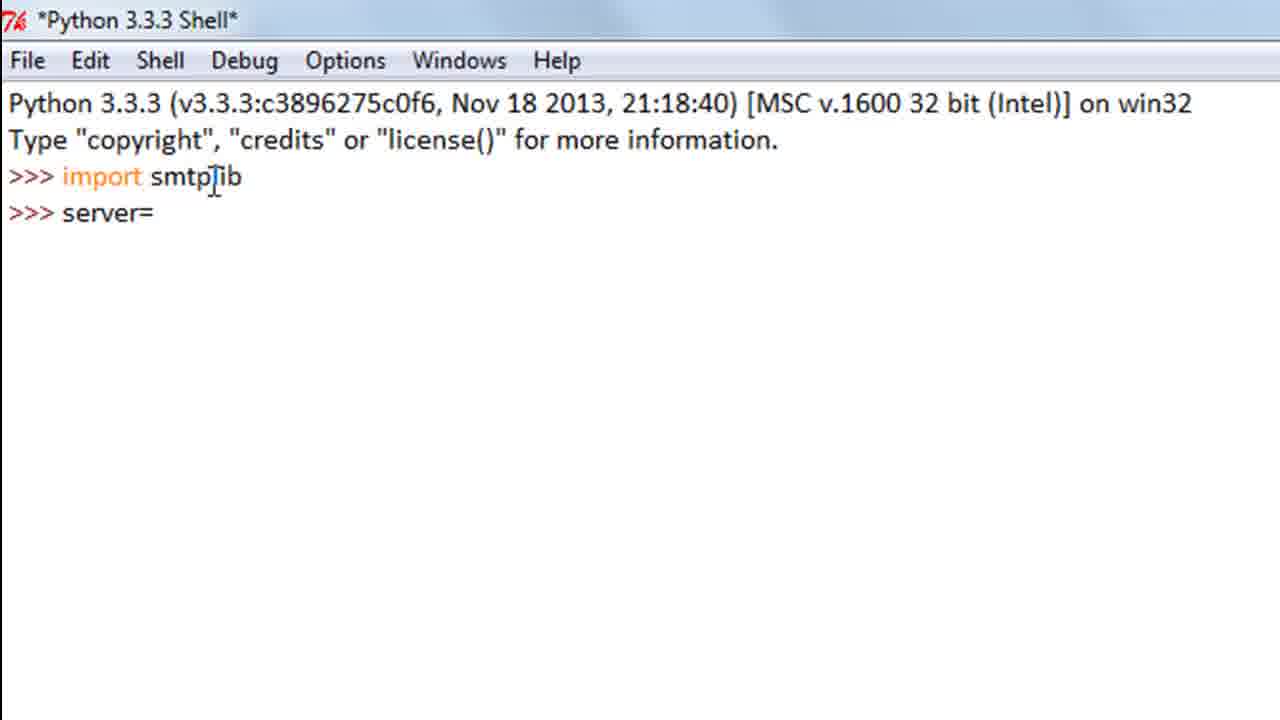 *Python 3.3.3 Shell*
File Edit Shell Debug Options Windows Help
Python 3.3.3 (v3.3.3:c3896275c0f6, Nov 18 2013, 21:18:40) [MSC v.1600 32 bit (Intel)] on win32
Type "copyright", "credits" or "license()" for more information.
>>> import smtplib
>>> server=